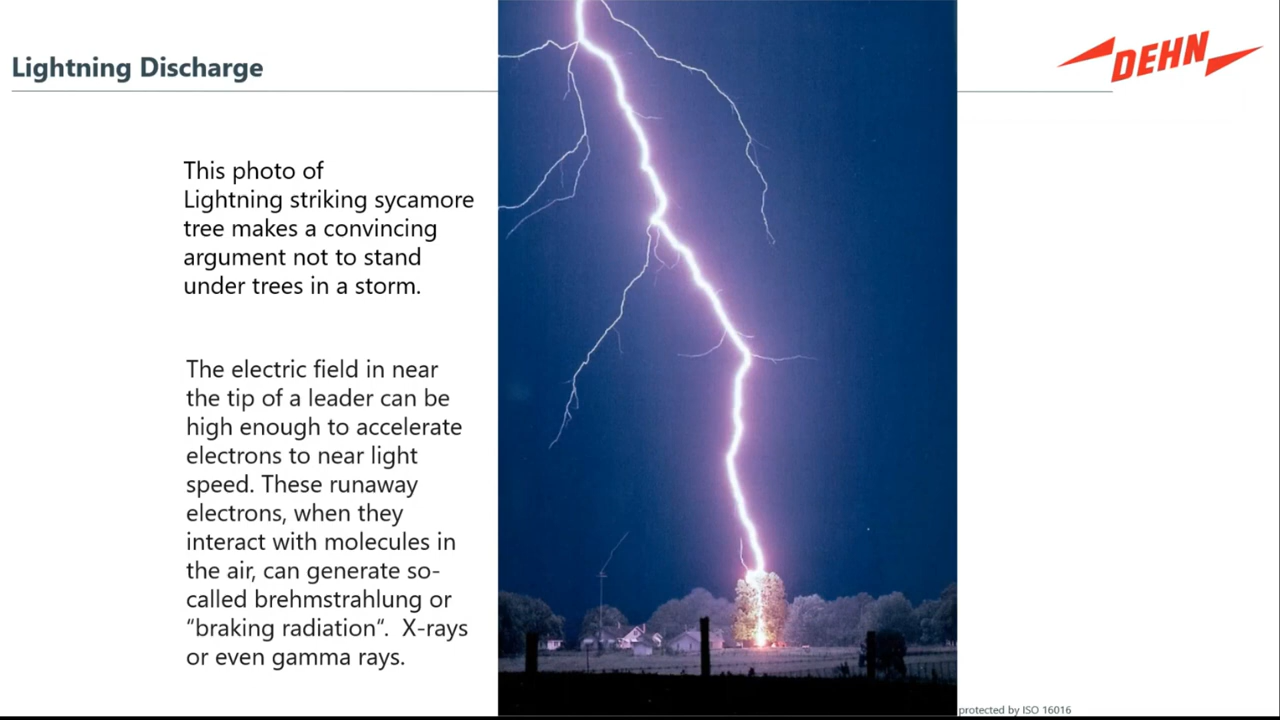 Lightning Discharge
DEHN
This photo of
Lightning striking sycamore
tree makes a convincing
argument not to stand
under trees in a storm.
The electric field in near
the tip of a leader can be
high enough to accelerate
electrons to near light
speed. These runaway
electrons, when they
interact with molecules in
the air, can generate so-
called brehmstrahlung or
“braking radiation“.  X-rays
or even gamma rays.
protected by ISO 16016